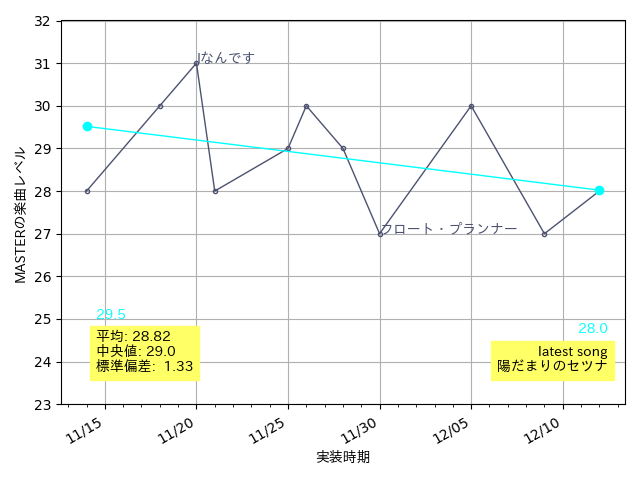 32
31
30
29
28
27
26
25
24
23
MASTERの楽曲レベル
なんです
フロート・プランナー
29.5
平均: 28.82
中央値: 29.0
標準偏差: 1.33
28.0
latest song
陽だまりのセツナ
11/15
11/20
11/25
11/30
12/05
12/10
実装時期